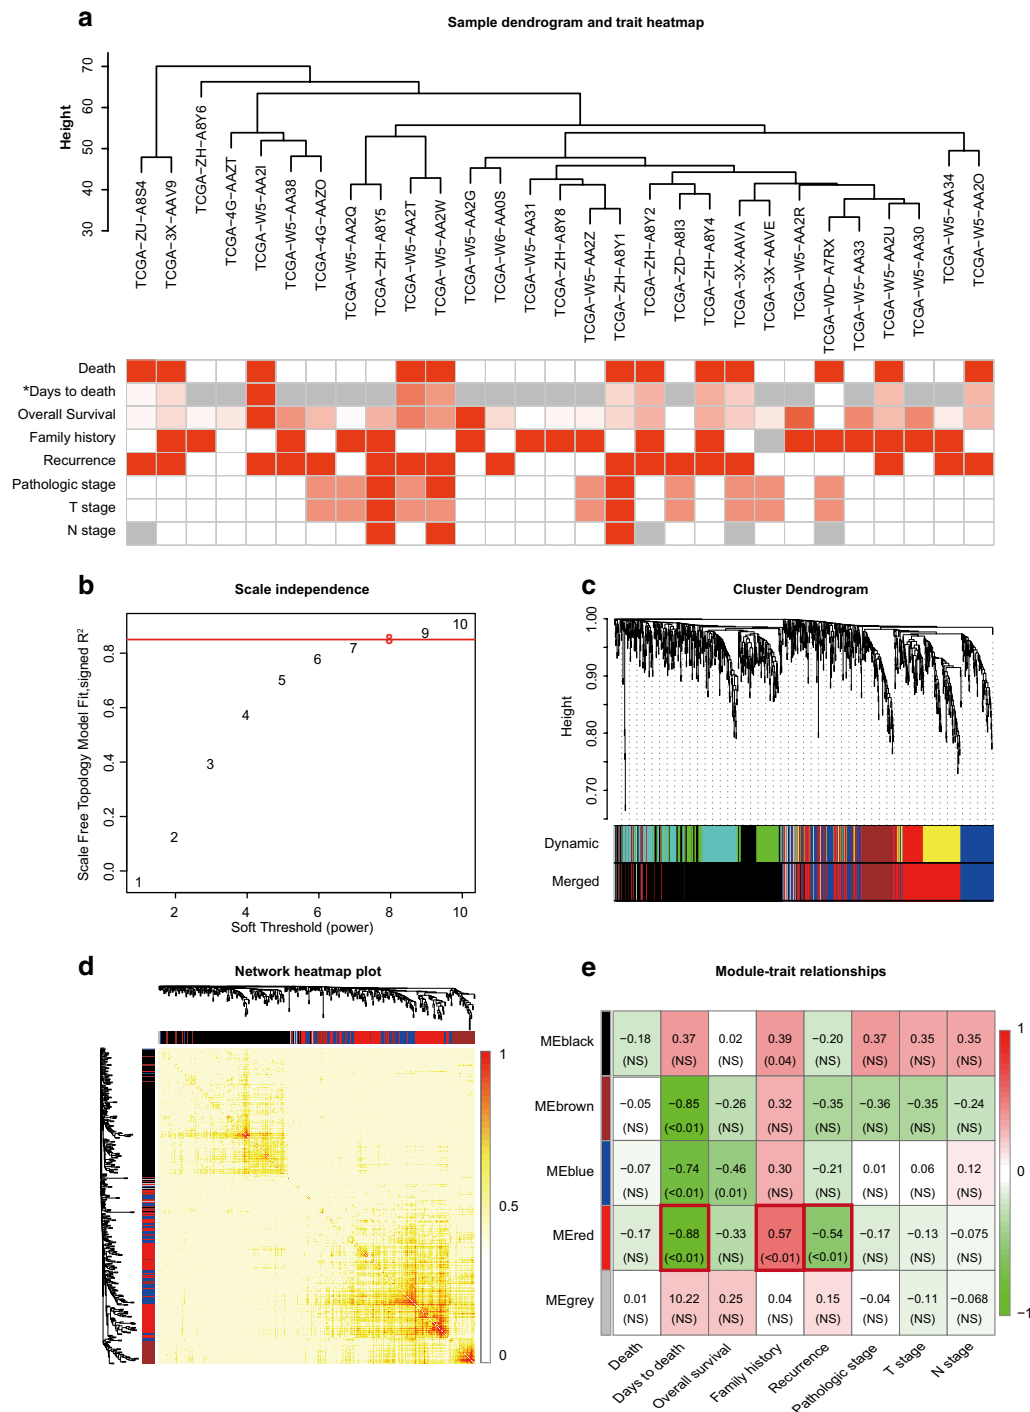 a
Sample dendrogram and trait heatmap
Height
70
60
50
40
30
TCGA−ZU−A8S4
TCGA−3X−AAV9
TCGA−ZH−A8Y6
TCGA−4G−AAZT
TCGA−W5−AA2I
TCGA−W5−AA38
TCGA−4G−AAZO
TCGA−W5−AA2Q
TCGA−ZH−A8Y5
TCGA−W5−AA2T
TCGA−W5−AA2W
TCGA−W5−AA2G
TCGA−W6−AA0S
TCGA−W5−AA31
TCGA−ZH−A8Y8
TCGA−W5−AA2Z
TCGA−ZH−A8Y1
TCGA−ZH−A8Y2
TCGA−ZD−A8I3
TCGA−ZH−A8Y4
TCGA−3X−AAVA
TCGA−3X−AAVE
TCGA−W5−AA2R
TCGA−WD−A7RX
TCGA−W5−AA33
TCGA−W5−AA2U
TCGA−W5−AA30
TCGA−W5−AA34
TCGA−W5−AA2O
Death
*Days to death
Overall Survival
Family history
Recurrence
Pathologic stage
T stage
N stage
b
Scale independence
Scale Free Topology Model Fit,signed R²
0.8
0.6
0.4
0.2
0.0
1
2
3
4
5
6
7
8
9
10
2 4 6 8 10
Soft Threshold (power)
c
Cluster Dendrogram
Height
1.00
0.90
0.80
0.70
Dynamic
Merged
d
Network heatmap plot
1
0.5
0
e
Module−trait relationships
MEblack −0.18 0.37 0.02 0.39 −0.20 0.37 0.35 0.35
(NS) (NS) (NS) (0.04) (NS) (NS) (NS) (NS)
MEbrown −0.05 −0.85 −0.26 0.32 −0.35 −0.36 −0.35 −0.24
(NS) (<0.01) (NS) (NS) (NS) (NS) (NS) (NS)
MEblue −0.07 −0.74 −0.46 0.30 −0.21 0.01 0.06 0.12
(NS) (<0.01) (0.01) (NS) (NS) (NS) (NS) (NS)
MEred −0.17 −0.88 −0.33 0.57 −0.54 −0.17 −0.13 −0.075
(NS) (<0.01) (NS) (<0.01) (<0.01) (NS) (NS) (NS)
MEgrey 0.01 10.22 0.25 0.04 0.15 −0.04 −0.11 −0.068
(NS) (NS) (NS) (NS) (NS) (NS) (NS) (NS)
Death
Days to death
Overall survival
Family history
Recurrence
Pathologic stage
T stage
N stage
1
0
−1